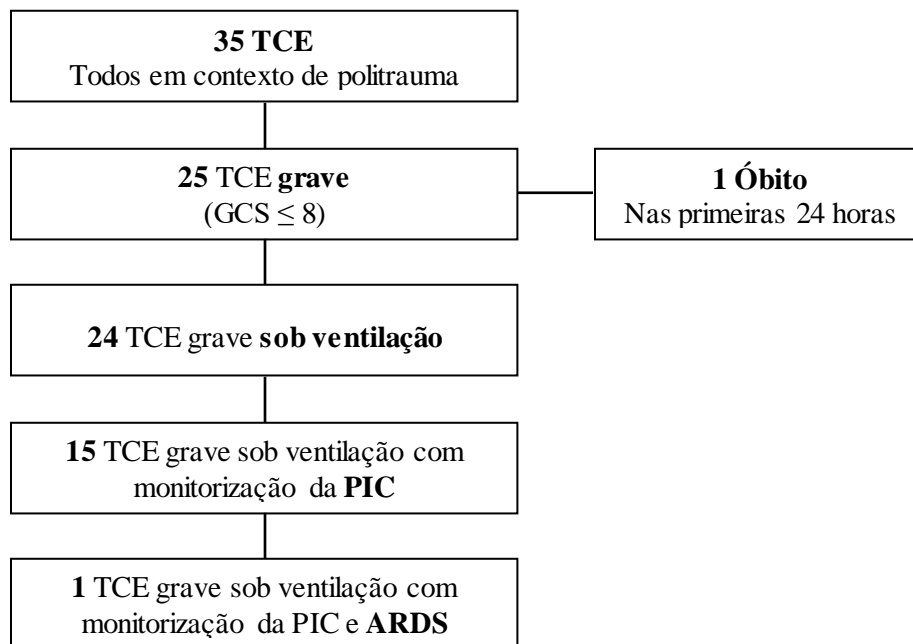 35 TCE
Todos em contexto de politrauma
25 TCE grave
(GCS ≤ 8)
1 Óbito
Nas primeiras 24 horas
24 TCE grave sob ventilação
15 TCE grave sob ventilação com
monitorização da PIC
1 TCE grave sob ventilação com
monitorização da PIC e ARDS